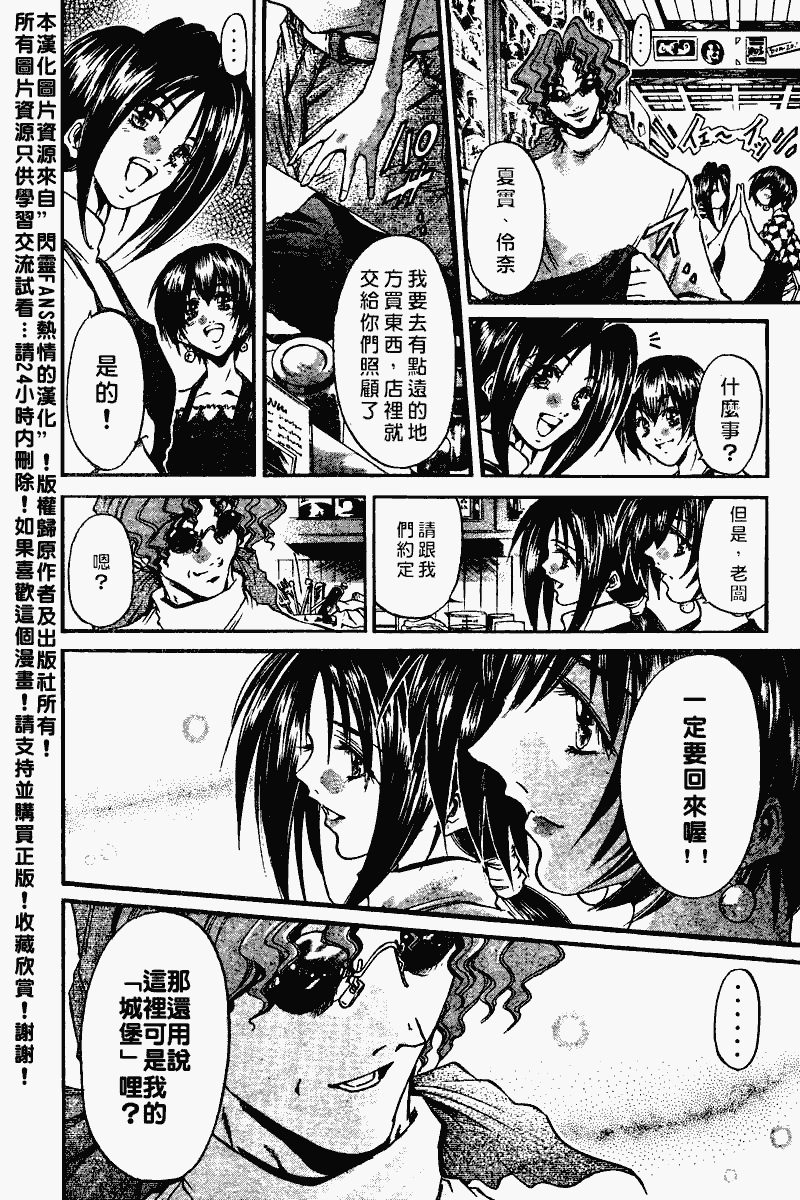 イェ～イッ
夏實、伶奈
パタ
…
我要去有點遠的地
方買東西，店裡就
交給你們照顧了
…
什麼事？
是的！
但是，老闆
請跟我
們約定
嗯？
一定要回來喔！！
……
那還用說
這裡可是我的
「城堡」哩？
本漢化圖片資源來自”閃靈FANS熱情的漢化”！版權歸原作者及出版社所有！
所有圖片資源只供學習交流試看…請24小時內刪除！如果喜歡這個漫畫！請支持並購買正版！收藏欣賞！謝謝！